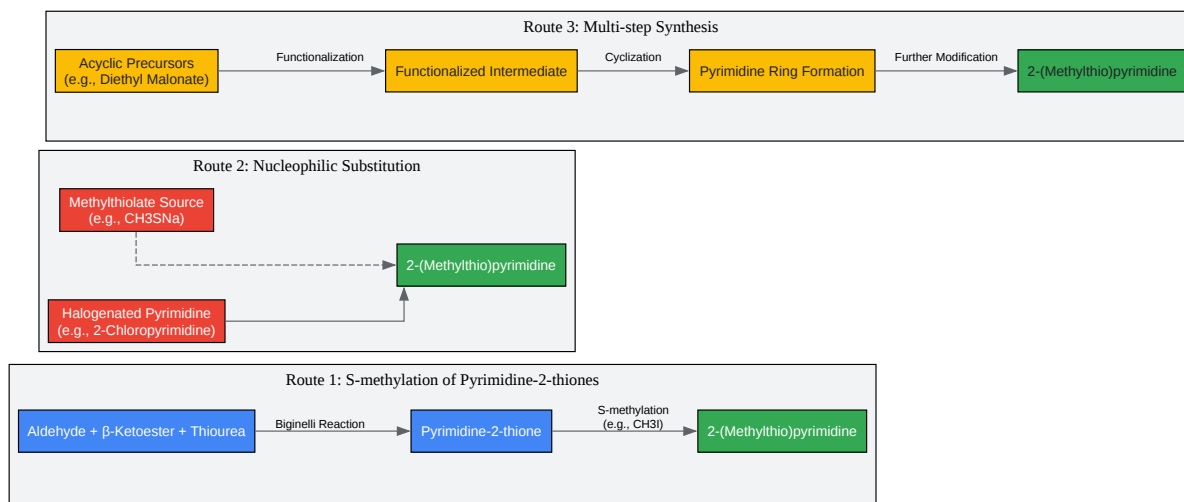 Route 3: Multi-step Synthesis
Acyclic Precursors
(e.g., Diethyl Malonate)
Functionalization
Functionalized Intermediate
Cyclization
Pyrimidine Ring Formation
Further Modification
2-(Methylthio)pyrimidine
Route 2: Nucleophilic Substitution
Methylthiolate Source
(e.g., CH3SNa)
2-(Methylthio)pyrimidine
Halogenated Pyrimidine
(e.g., 2-Chloropyrimidine)
Route 1: S-methylation of Pyrimidine-2-thiones
Aldehyde + β-Ketoester + Thiourea
Biginelli Reaction
Pyrimidine-2-thione
S-methylation
(e.g., CH3I)
2-(Methylthio)pyrimidine